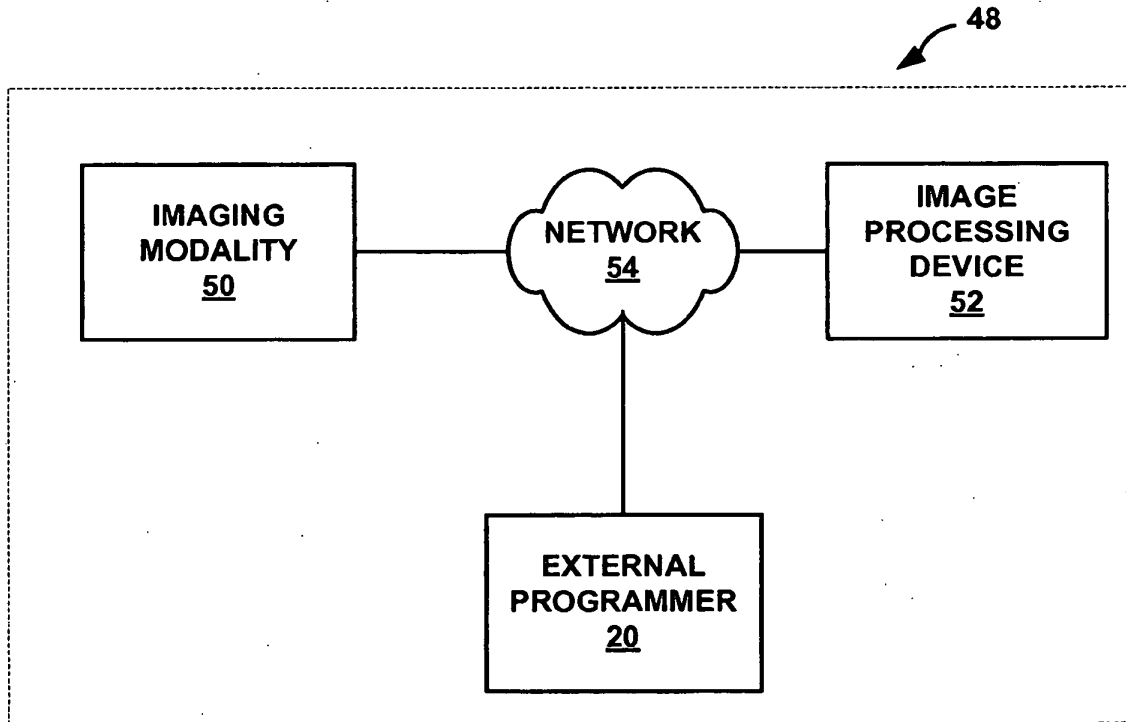 48
IMAGING
MODALITY
50
NETWORK
54
IMAGE
PROCESSING
DEVICE
52
EXTERNAL
PROGRAMMER
20